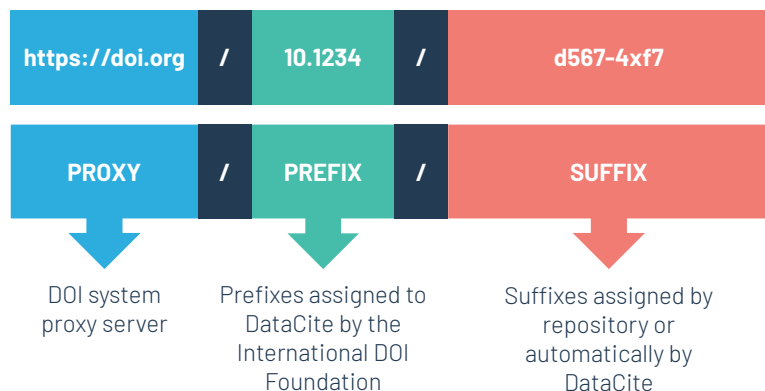 https://doi.org / 10.1234 / d567-4xf7
PROXY / PREFIX / SUFFIX
DOI system
proxy server
Prefixes assigned to
DataCite by the
International DOI
Foundation
Suffixes assigned by
repository or
automatically by
DataCite